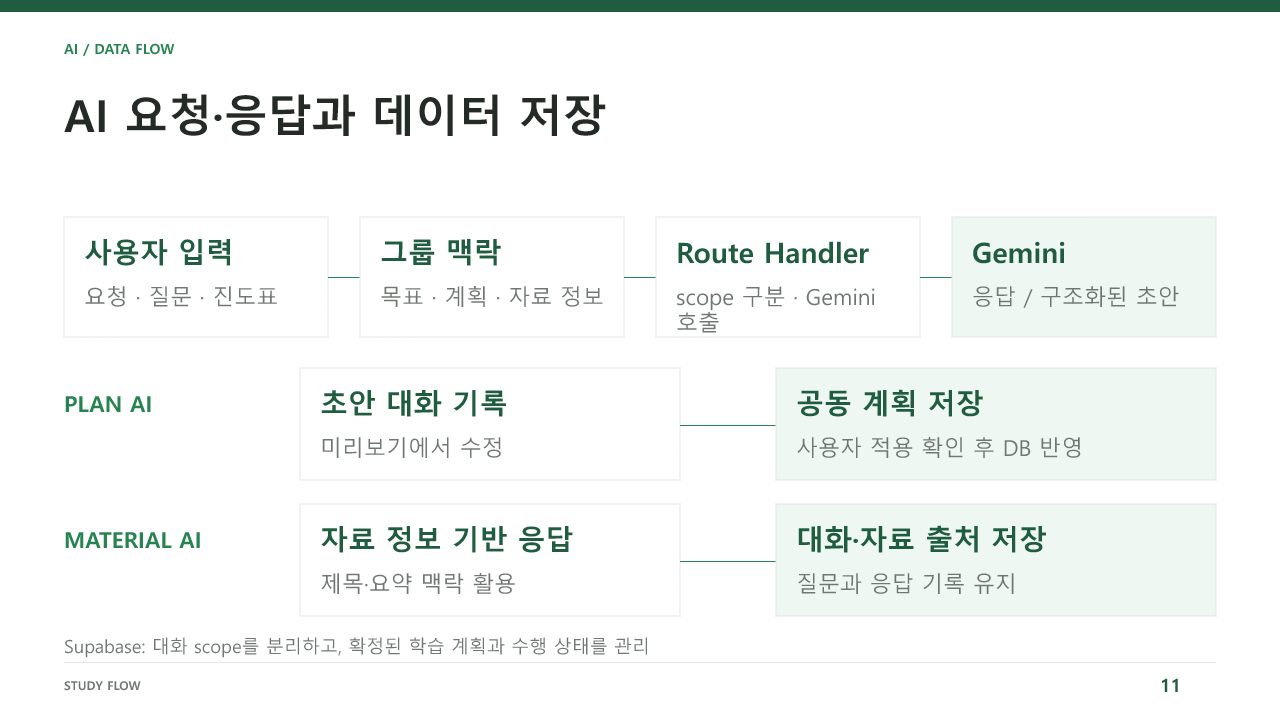 AI / DATA FLOW
AI 요청·응답과 데이터 저장
사용자 입력
요청 · 질문 · 진도표
그룹 맥락
목표 · 계획 · 자료 정보
Route Handler
scope 구분 · Gemini
호출
Gemini
응답 / 구조화된 초안
PLAN AI
초안 대화 기록
미리보기에서 수정
공동 계획 저장
사용자 적용 확인 후 DB 반영
MATERIAL AI
자료 정보 기반 응답
제목·요약 맥락 활용
대화·자료 출처 저장
질문과 응답 기록 유지
Supabase: 대화 scope를 분리하고, 확정된 학습 계획과 수행 상태를 관리
STUDY FLOW
11